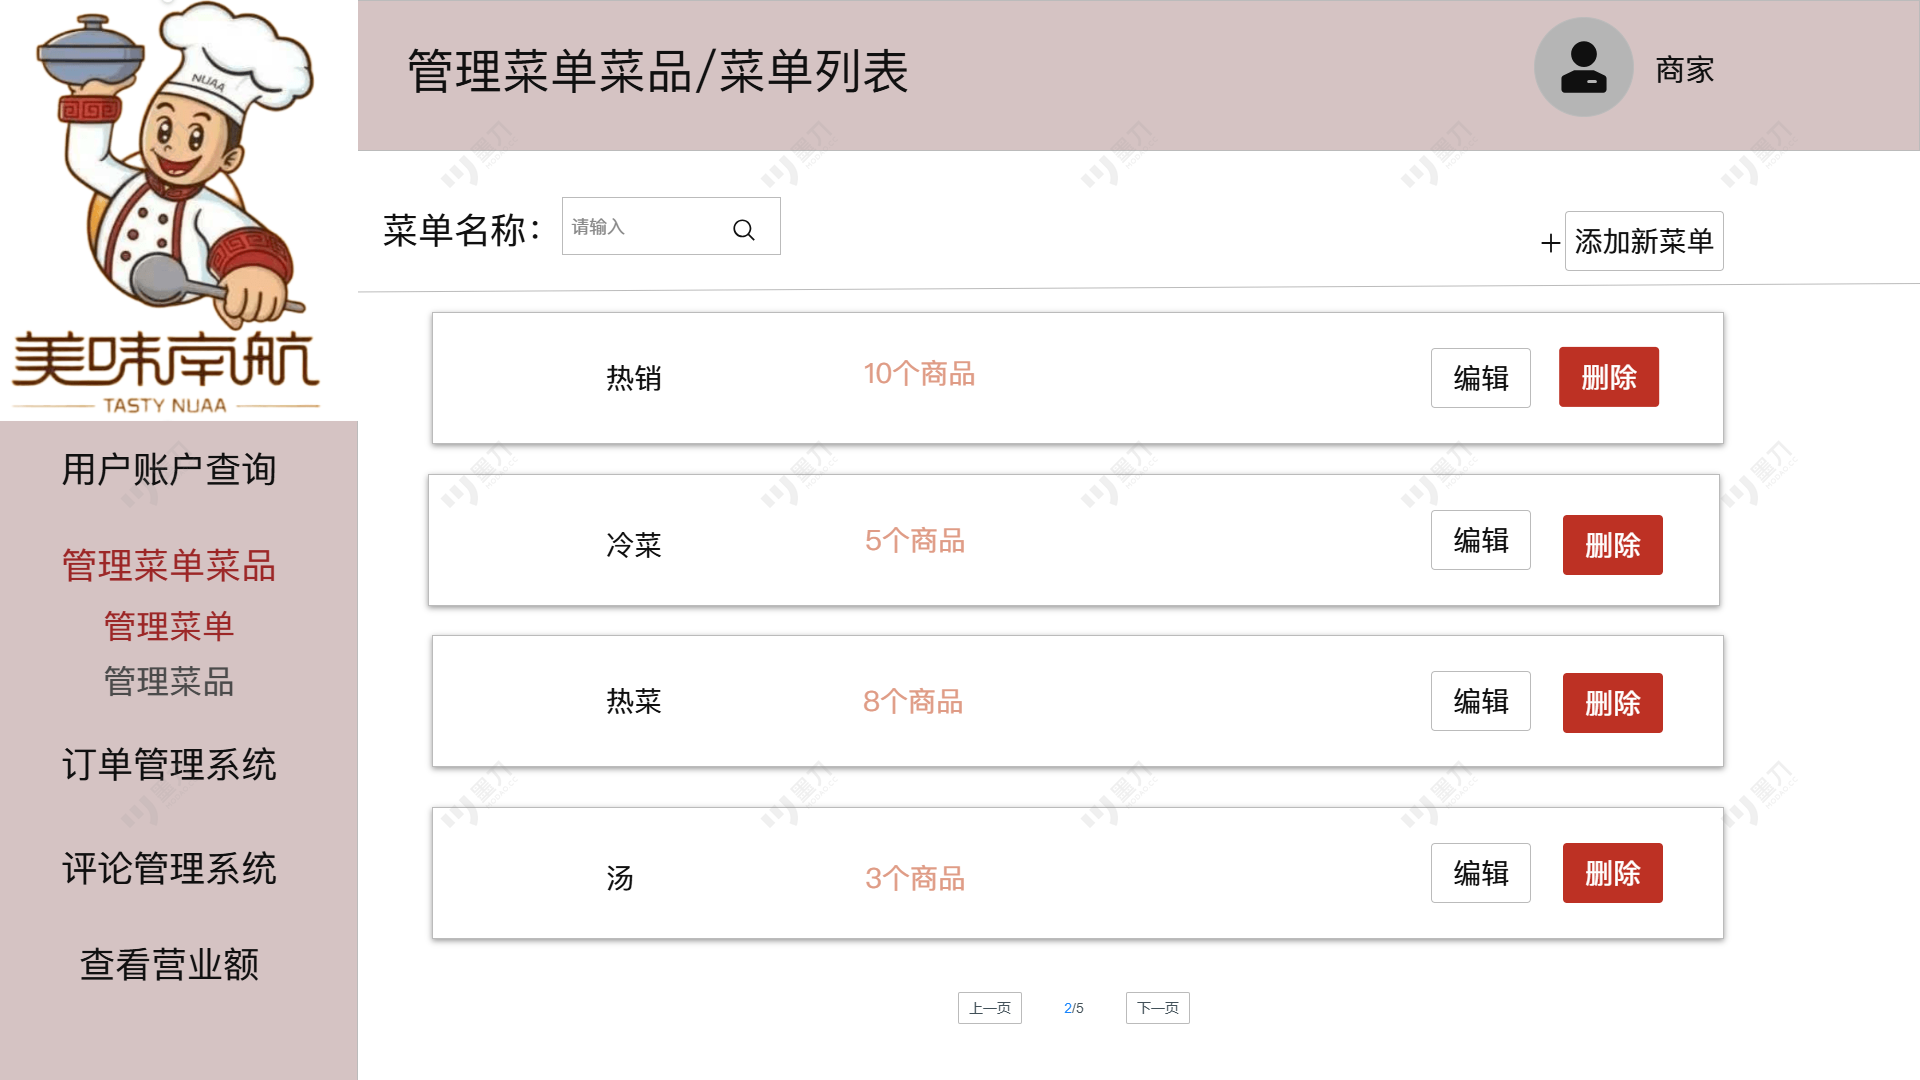 NUAA
美味南航
TASTY NUAA
管理菜单菜品/菜单列表
商家
用户账户查询
管理菜单菜品
管理菜单
管理菜品
订单管理系统
评论管理系统
查看营业额
菜单名称：
请输入
+ 添加新菜单
热销 10个商品 编辑 删除
冷菜 5个商品 编辑 删除
热菜 8个商品 编辑 删除
汤 3个商品 编辑 删除
上一页 2/5 下一页
墨刀